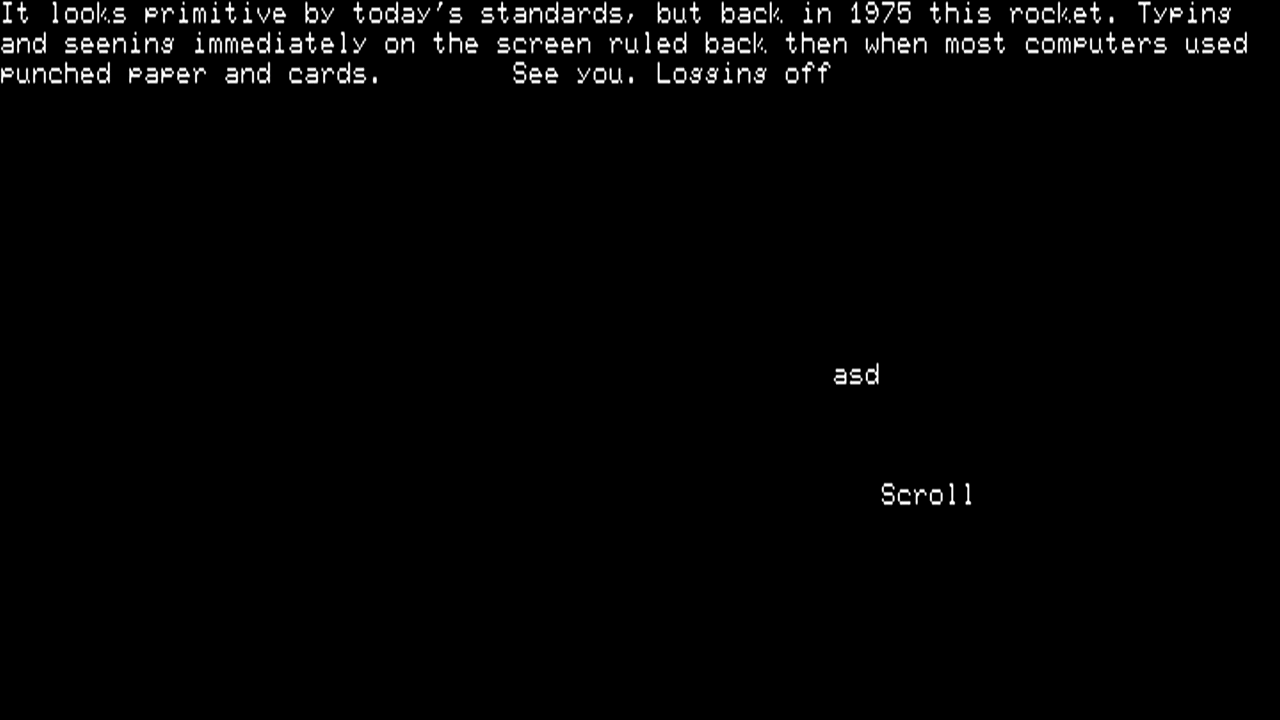 It looks primitive by today's standards, but back in 1975 this rocket. Typing
and seening immediately on the screen ruled back then when most computers used
punched paper and cards. See you. Logging off
asd
Scroll